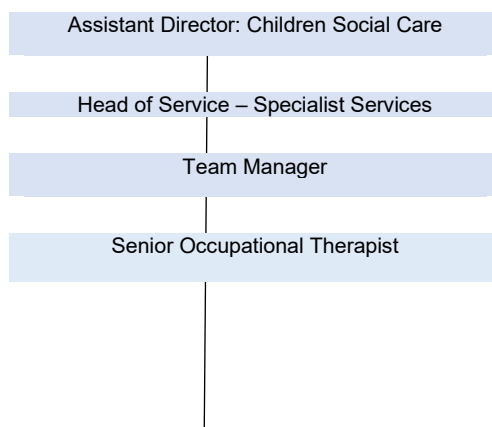 Assistant Director: Children Social Care
Head of Service – Specialist Services
Team Manager
Senior Occupational Therapist